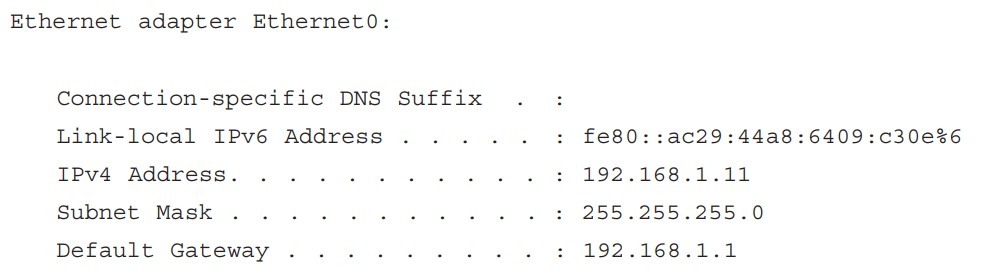 Ethernet adapter Ethernet0:
Connection-specific DNS Suffix  . :
Link-local IPv6 Address . . . . . : fe80::ac29:44a8:6409:c30e%6
IPv4 Address. . . . . . . . . . . : 192.168.1.11
Subnet Mask . . . . . . . . . . . : 255.255.255.0
Default Gateway . . . . . . . . . : 192.168.1.1